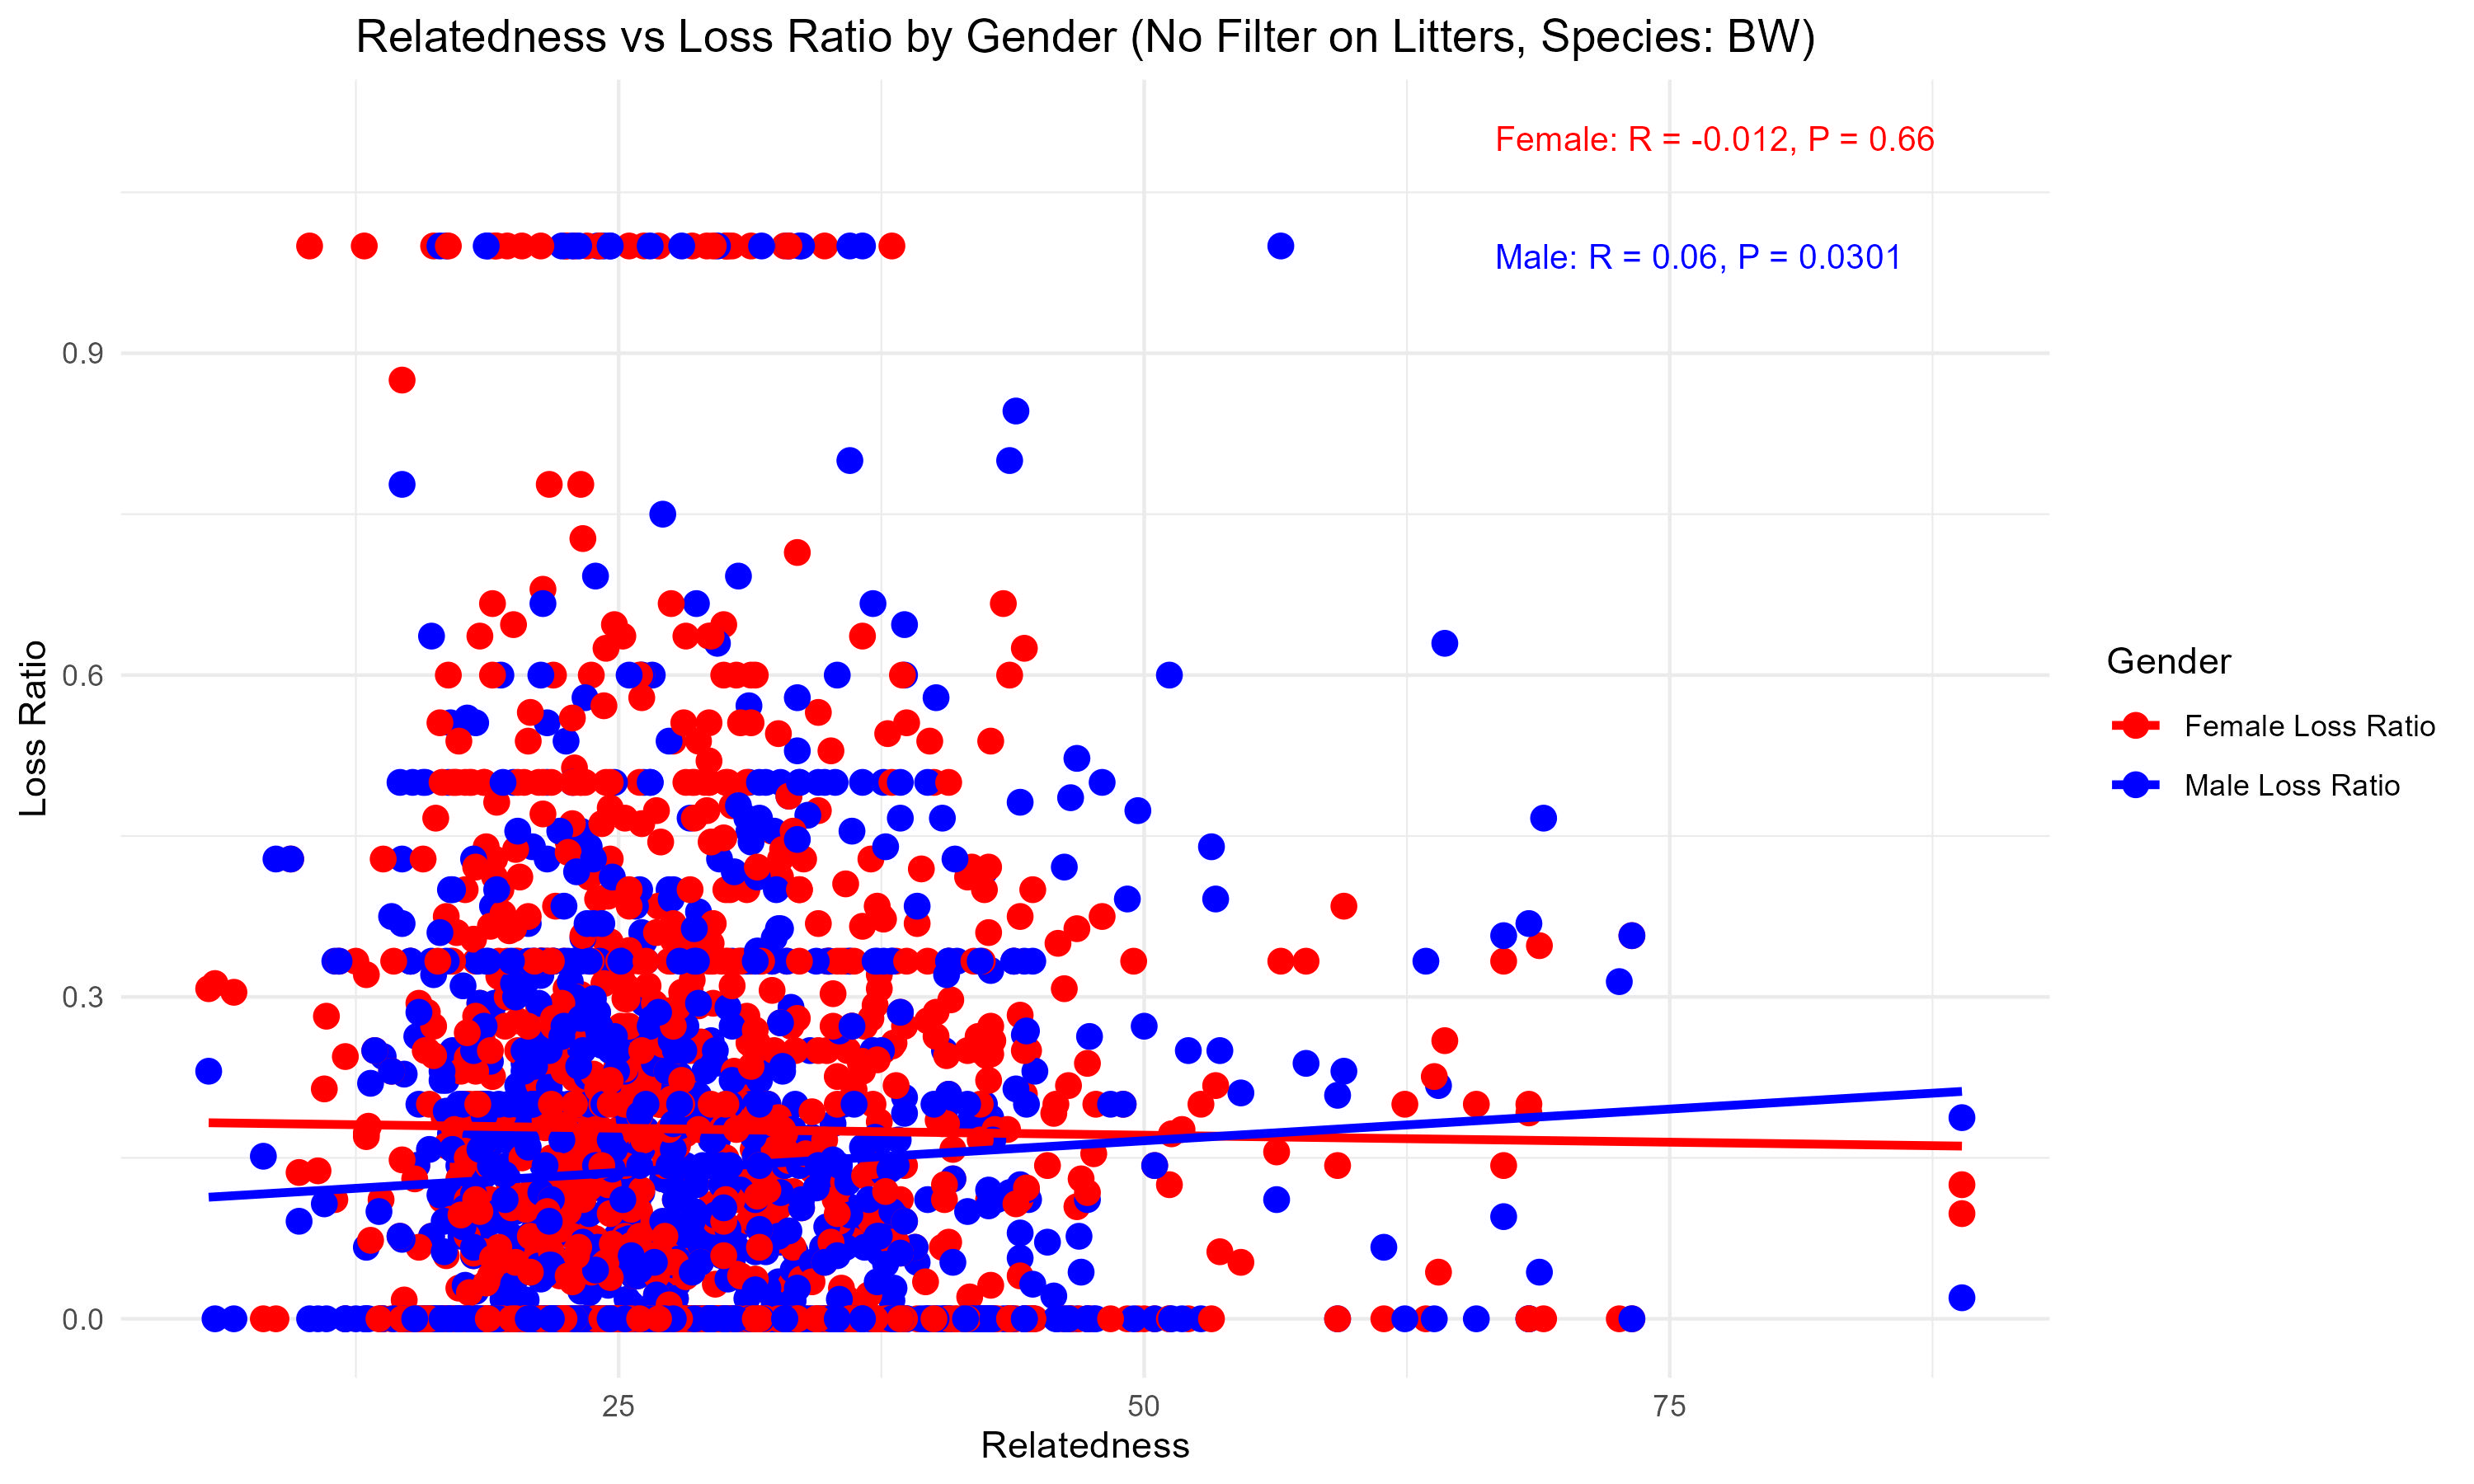 Relatedness vs Loss Ratio by Gender (No Filter on Litters, Species: BW)
Female: R = -0.012, P = 0.66
Male: R = 0.06, P = 0.0301
0.9
0.6
0.3
0.0
Loss Ratio
25
50
75
Relatedness
Gender
Female Loss Ratio
Male Loss Ratio